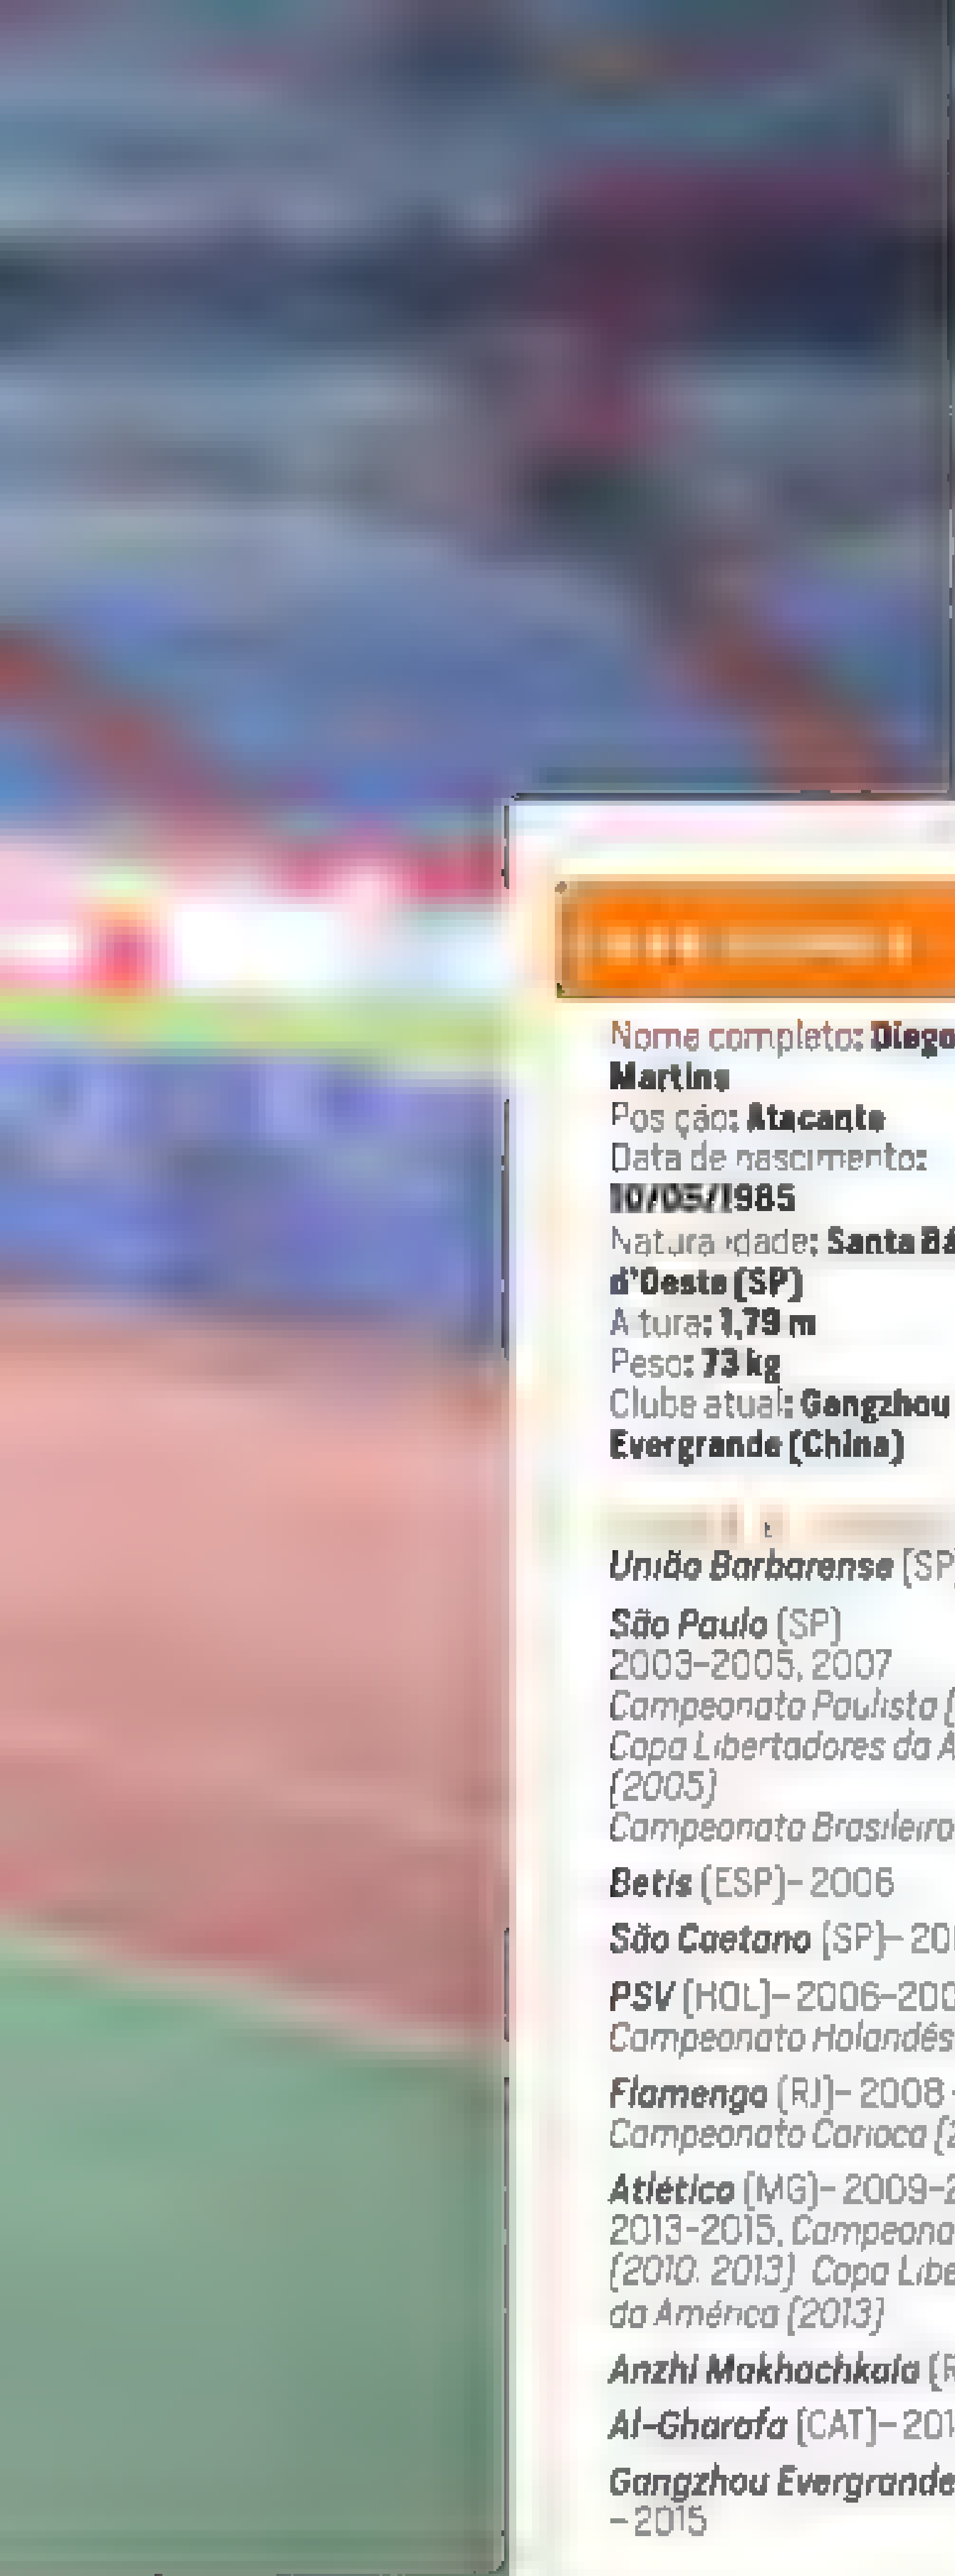 Nome completo: Diego
Martins
Posição: Atacante
Data de nascimento:
10/05/1985
Naturalidade: Santa Bá
d'Oeste (SP)
Altura: 1,79 m
Peso: 73 kg
Clube atual: Gangzhou
Evergrande (China)
União Barbarense (SP)
São Paulo (SP)
2003-2005, 2007
Campeonato Paulista (
Copa Libertadores da A
(2005)
Campeonato Brasileiro
Betis (ESP)- 2006
São Caetano (SP)- 20
PSV (HOL)- 2006-200
Campeonato Holandês
Flamengo (RJ)- 2008 -
Campeonato Carioca (2
Atlético (MG)- 2009-2
2013-2015, Campeona
(2010, 2013) Copa Libe
da América (2013)
Anzhi Makhachkala (R
Al-Gharafa (CAT)- 201
Gangzhou Evergrande
- 2015